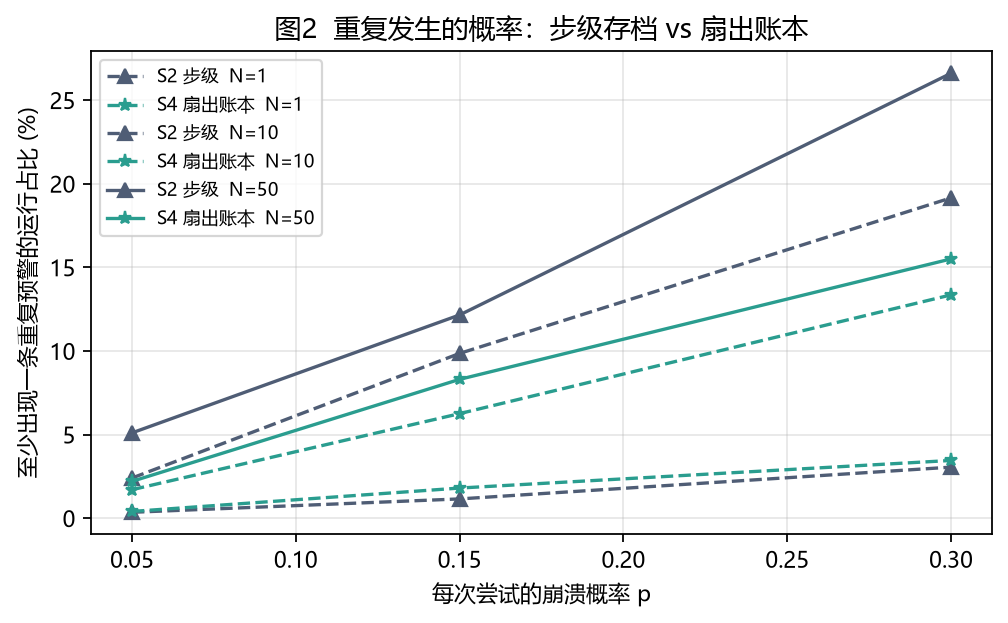 图2 重复发生的概率：步级存档 vs 扇出账本
S2 步级 N=1
S4 扇出账本 N=1
S2 步级 N=10
S4 扇出账本 N=10
S2 步级 N=50
S4 扇出账本 N=50
至少出现一条重复预警的运行占比 (%)
25
20
15
10
5
0
0.05
0.10
0.15
0.20
0.25
0.30
每次尝试的崩溃概率 p